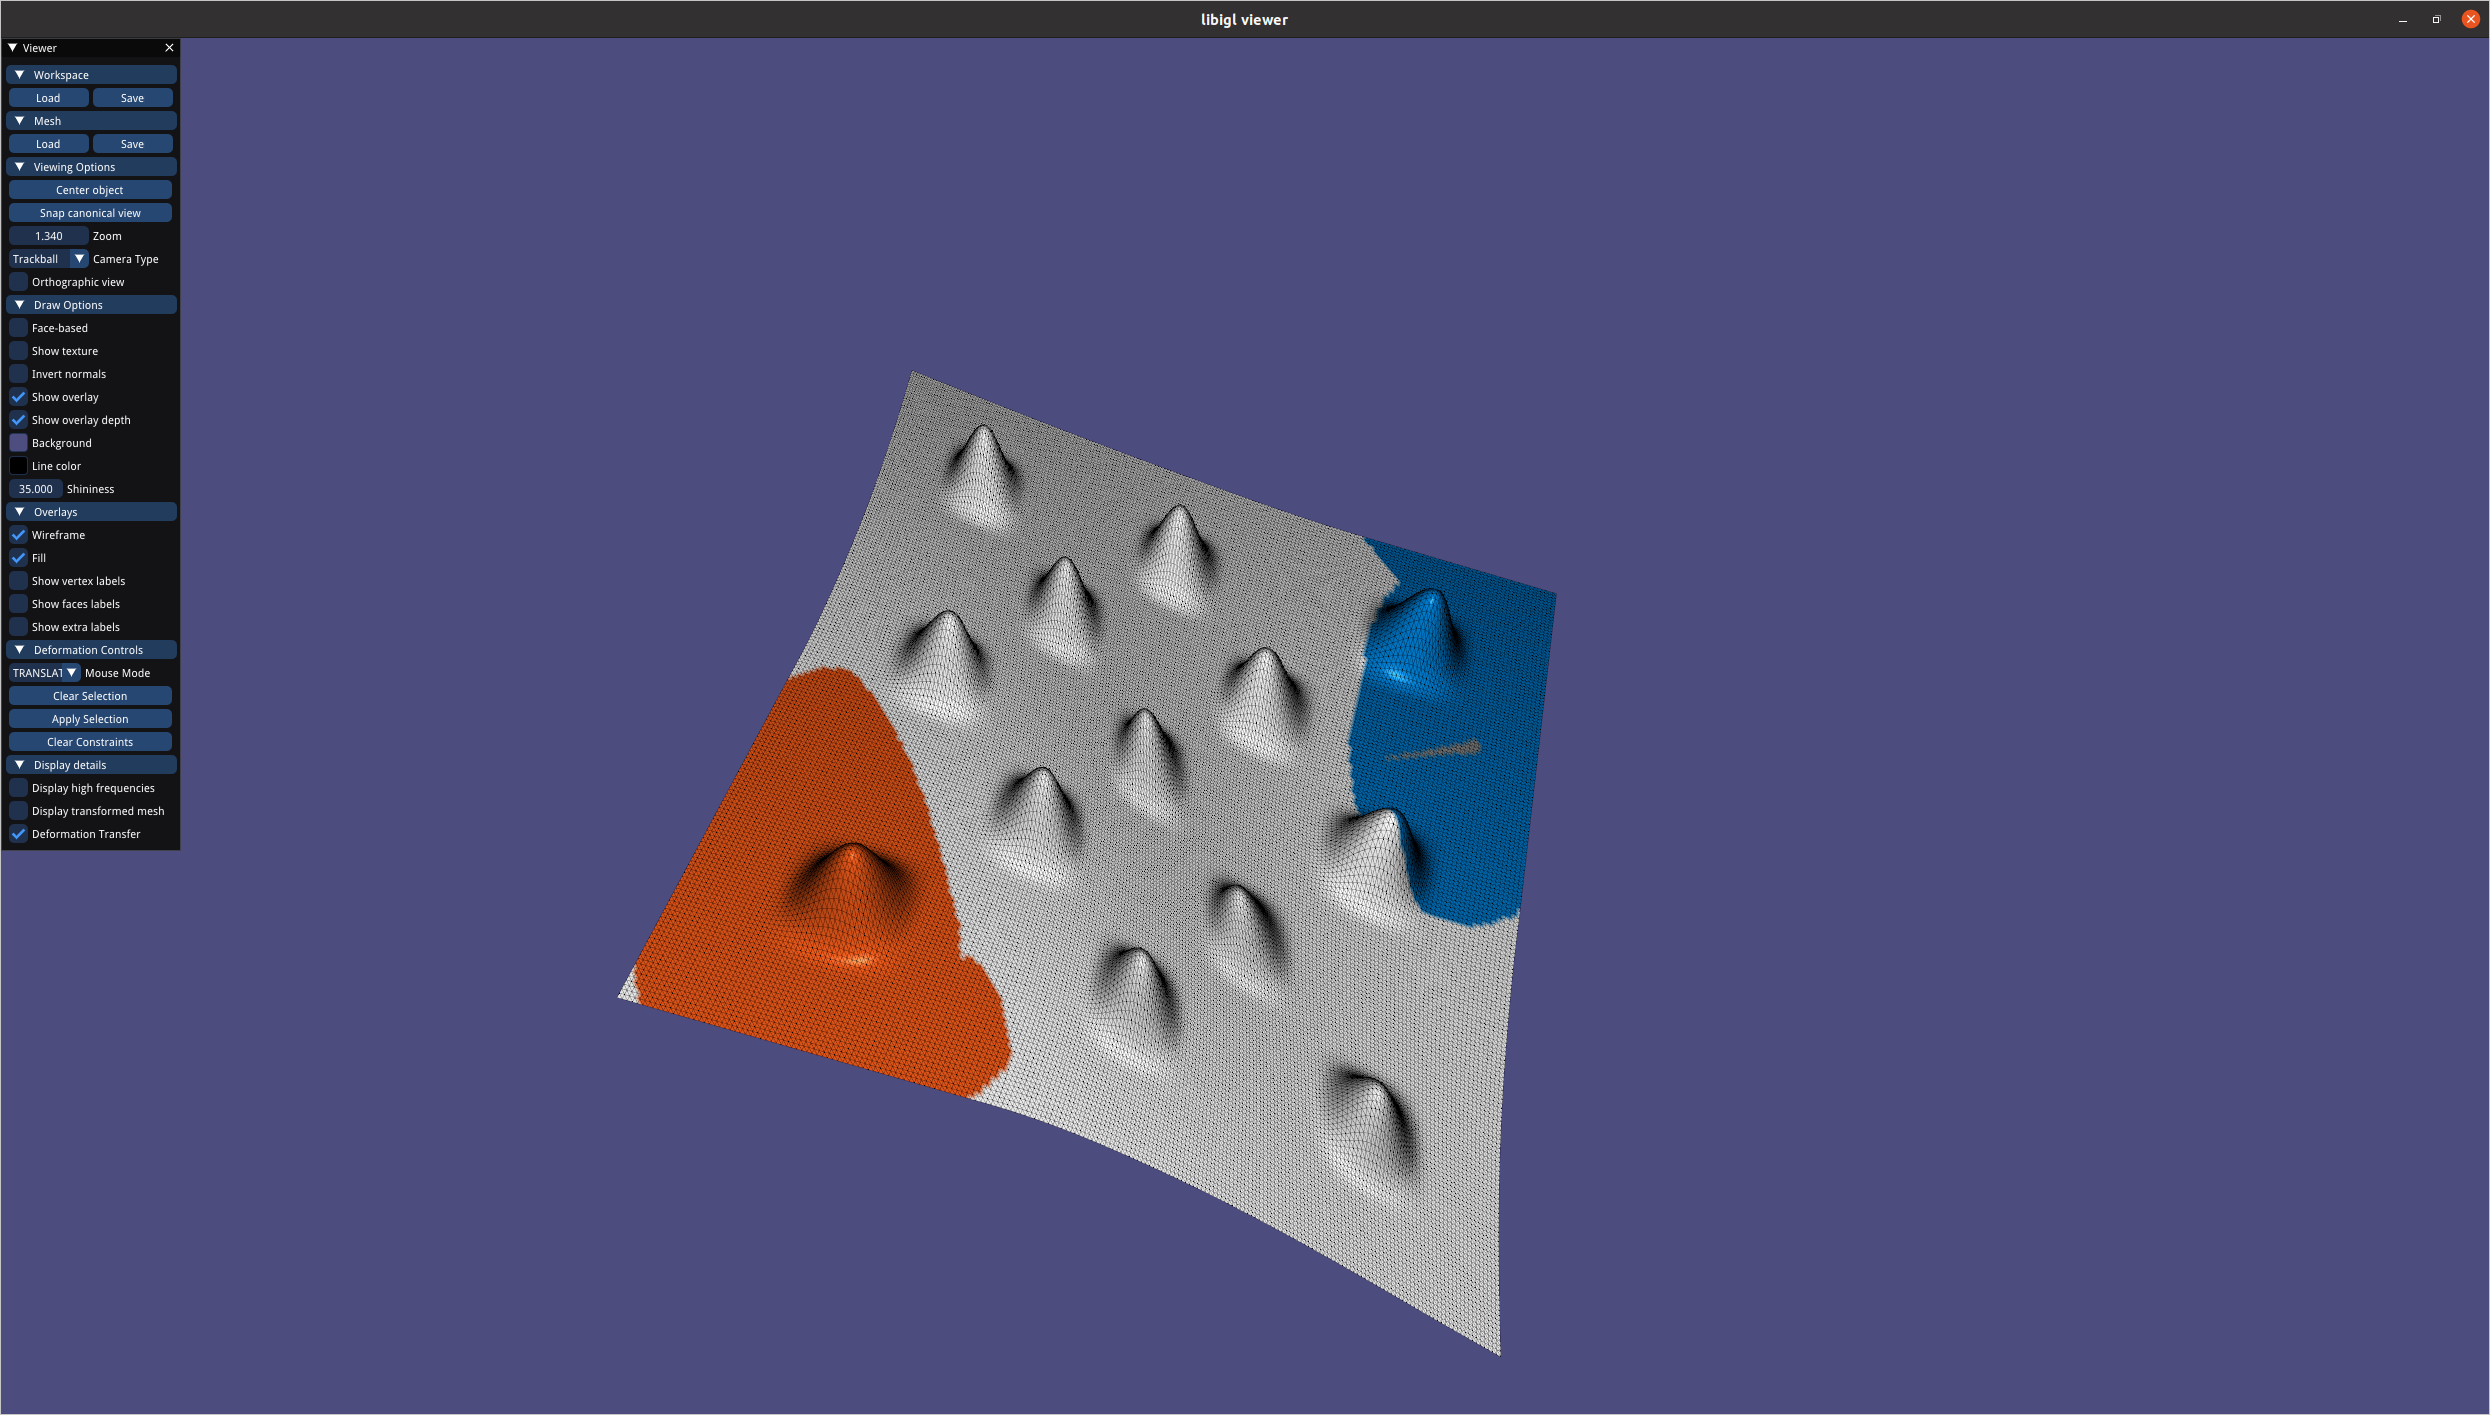 libigl viewer
Viewer
Workspace
Load Save
Mesh
Load Save
Viewing Options
Center object
Snap canonical view
1.340 Zoom
Trackball Camera Type
Orthographic view
Draw Options
Face-based
Show texture
Invert normals
Show overlay
Show overlay depth
Background
Line color
35.000 Shininess
Overlays
Wireframe
Fill
Show vertex labels
Show faces labels
Show extra labels
Deformation Controls
TRANSLAT Mouse Mode
Clear Selection
Apply Selection
Clear Constraints
Display details
Display high frequencies
Display transformed mesh
Deformation Transfer